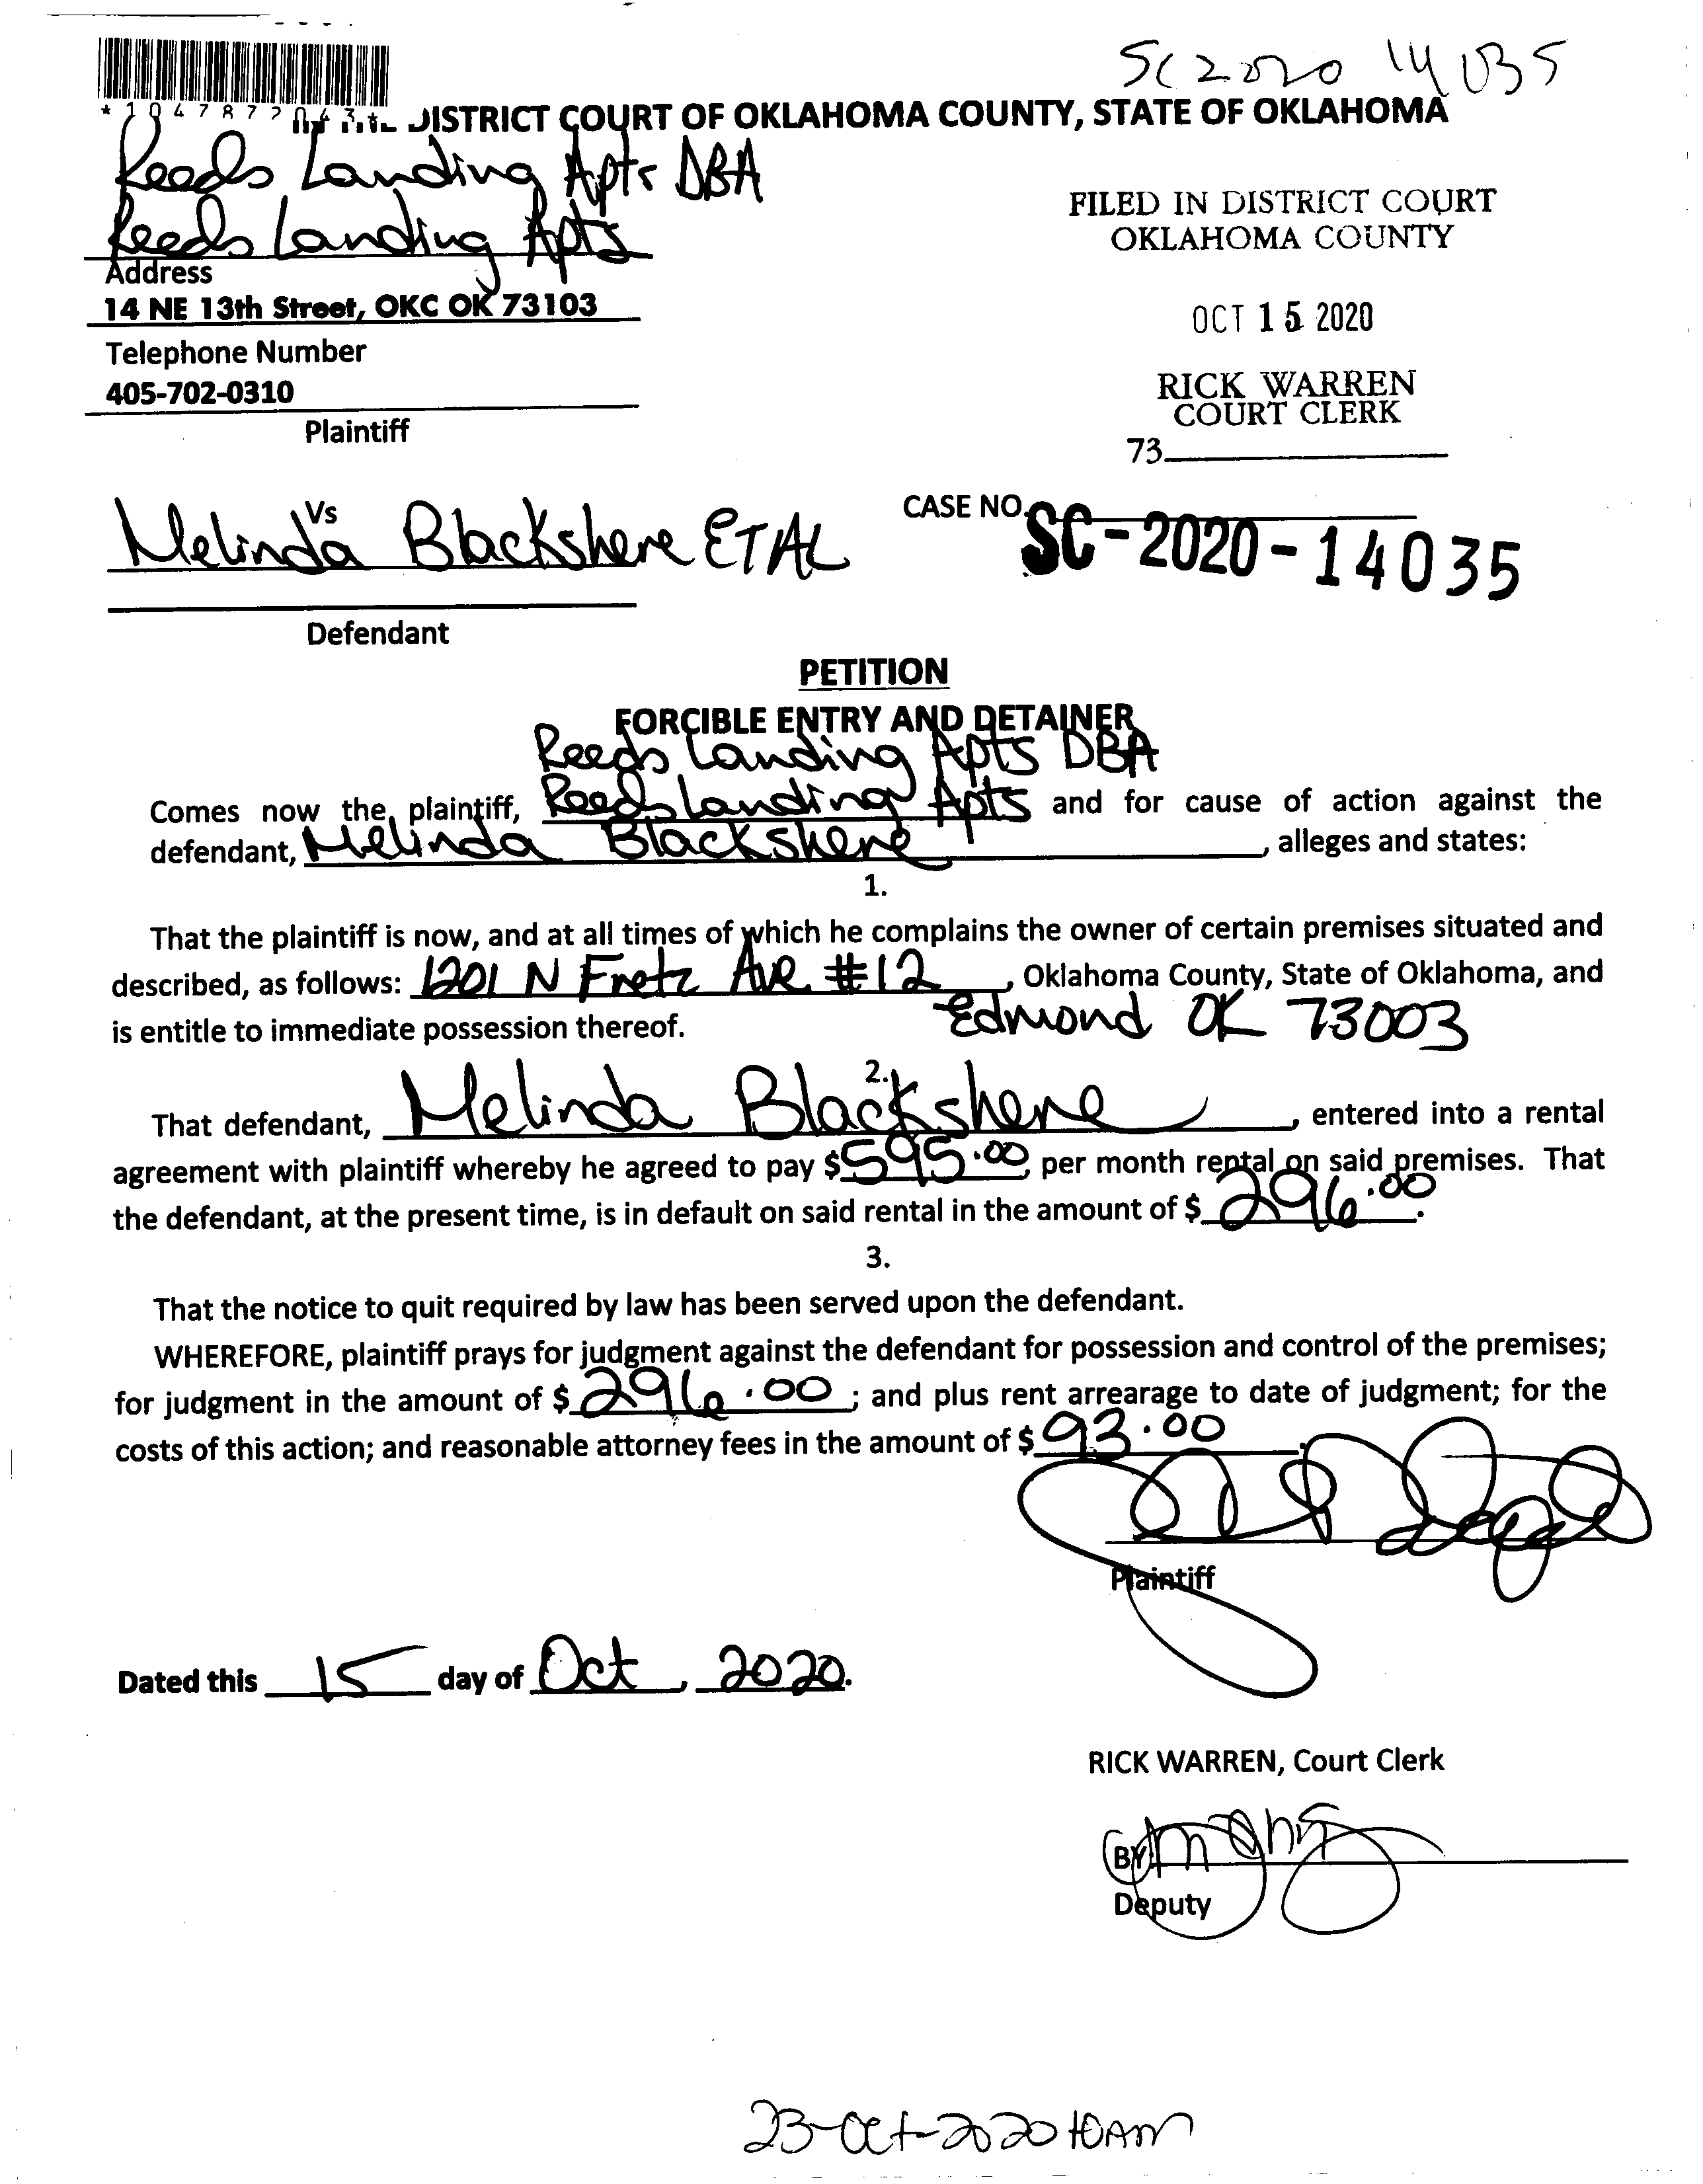 SC2020 14035
*1047872043*
DISTRICT COURT OF OKLAHOMA COUNTY, STATE OF OKLAHOMA
Reeds Landing Apts DBA
Reeds Landing Apts
Address
14 NE 13th Street, OKC OK 73103
Telephone Number
405-702-0310
Plaintiff
FILED IN DISTRICT COURT
OKLAHOMA COUNTY
OCT 15 2020
RICK WARREN
COURT CLERK
73
Vs
Melinda Blackshere ET AL
Defendant
CASE NO.
SC-2020-14035
PETITION
FORCIBLE ENTRY AND DETAINER
Reeds Landing Apts DBA
Comes now the plaintiff, Reeds Landing Apts and for cause of action against the
defendant, Melinda Blackshere, alleges and states:
1.
That the plaintiff is now, and at all times of which he complains the owner of certain premises situated and
described, as follows: 1201 N Fretz Ave #12, Oklahoma County, State of Oklahoma, and
is entitle to immediate possession thereof. Edmond OK 73003
2.
That defendant, Melinda Blackshere, entered into a rental
agreement with plaintiff whereby he agreed to pay $595.00 per month rental on said premises. That
the defendant, at the present time, is in default on said rental in the amount of $296.00.
3.
That the notice to quit required by law has been served upon the defendant.
WHEREFORE, plaintiff prays for judgment against the defendant for possession and control of the premises;
for judgment in the amount of $296.00; and plus rent arrearage to date of judgment; for the
costs of this action; and reasonable attorney fees in the amount of $93.00.
Plaintiff
Dated this 15 day of Oct, 2020.
RICK WARREN, Court Clerk
BY
Deputy
23-Oct-2020 10AM